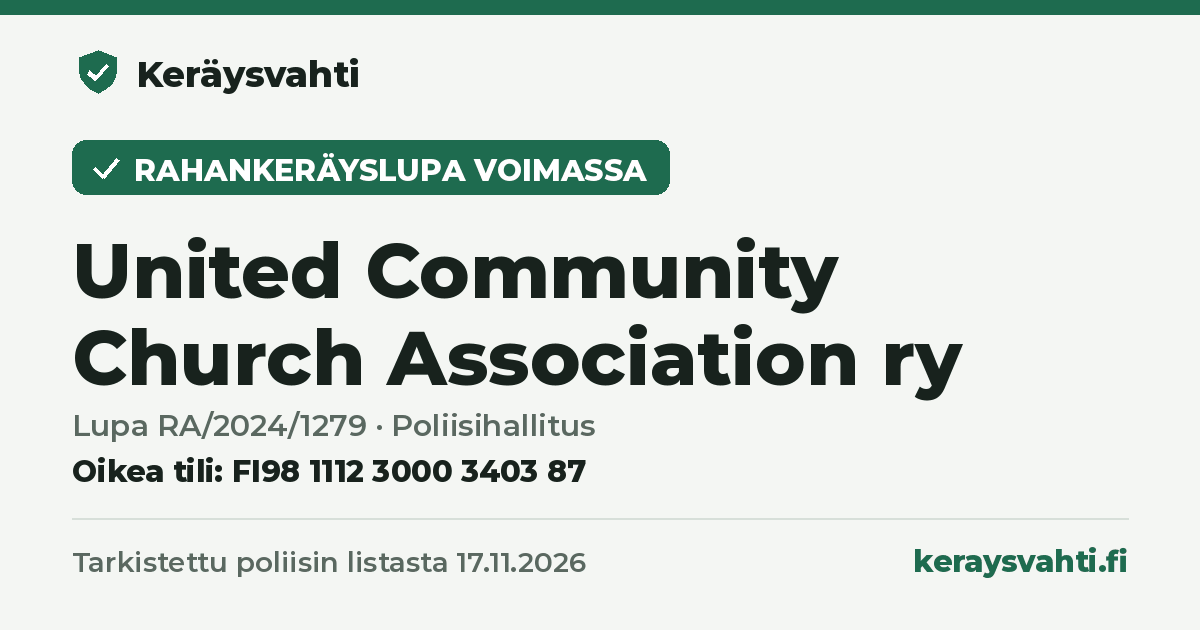 Keräysvahti
RAHANKERÄYSLUPA VOIMASSA
United Community
Church Association ry
Lupa RA/2024/1279 · Poliisihallitus
Oikea tili: FI98 1112 3000 3403 87
Tarkistettu poliisin listasta 17.11.2026
keraysvahti.fi